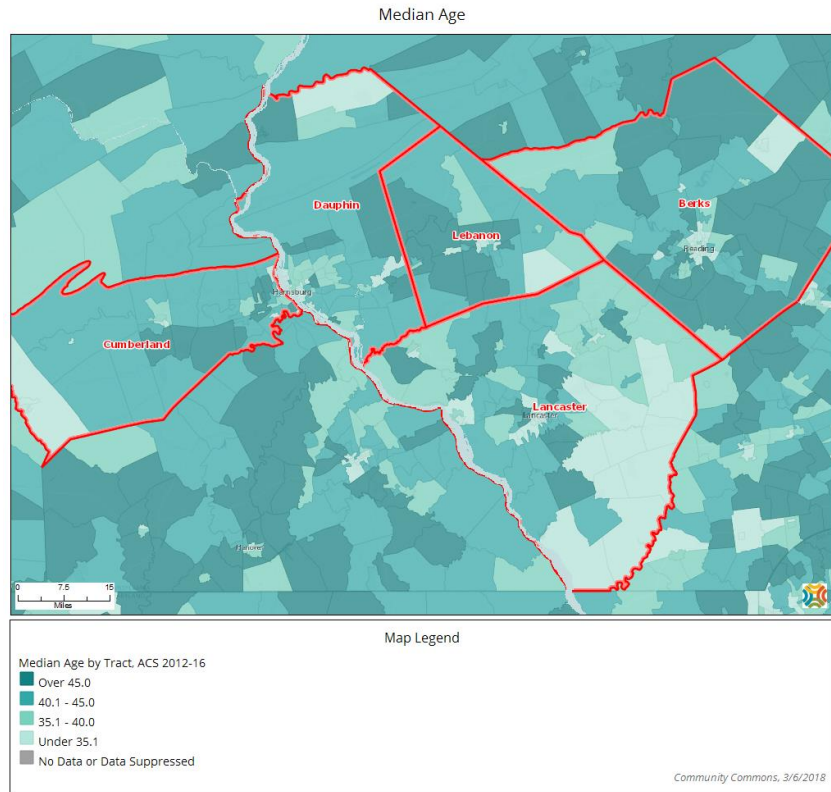 Median Age
Dauphin
Berks
Lebanon
Reading
Harrisburg
Cumberland
Lancaster
Lancaster
Hanover
0 7.5 15
Miles
Map Legend
Median Age by Tract, ACS 2012-16
Over 45.0
40.1 - 45.0
35.1 - 40.0
Under 35.1
No Data or Data Suppressed
Community Commons, 3/6/2018